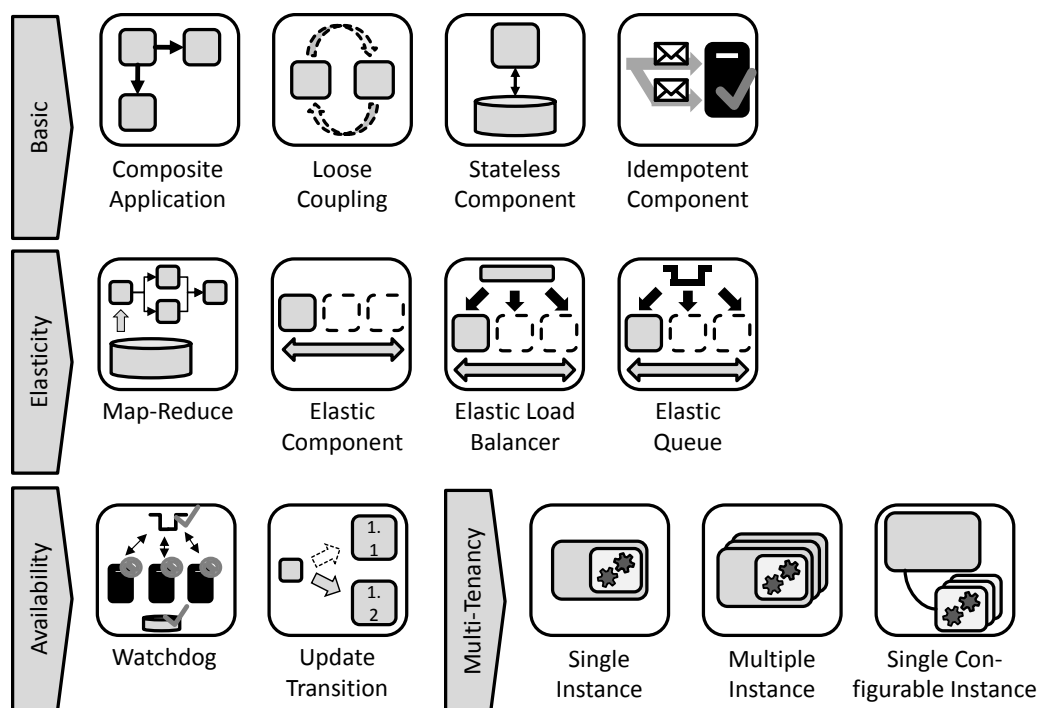 Basic
Composite
Application
Loose
Coupling
Stateless
Component
Idempotent
Component
Elasticity
Map-Reduce
Elastic
Component
Elastic Load
Balancer
Elastic
Queue
Availability
1.
1
1.
2
Watchdog
Update
Transition
Multi-Tenancy
Single
Instance
Multiple
Instance
Single Con-
figurable Instance